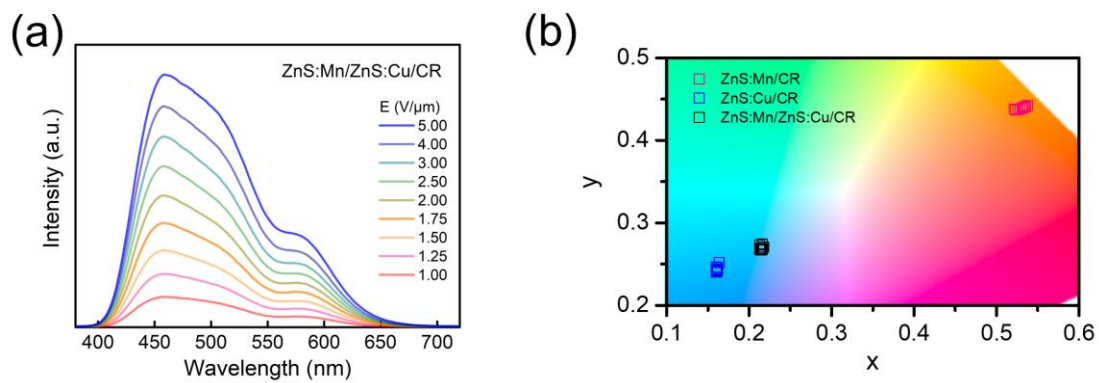 (a)
ZnS:Mn/ZnS:Cu/CR
E (V/μm)
5.00
4.00
3.00
2.50
2.00
1.75
1.50
1.25
1.00
Intensity (a.u.)
400 450 500 550 600 650 700
Wavelength (nm)
(b)
ZnS:Mn/CR
ZnS:Cu/CR
ZnS:Mn/ZnS:Cu/CR
0.5
0.4
0.3
0.2
y
0.1 0.2 0.3 0.4 0.5 0.6
x